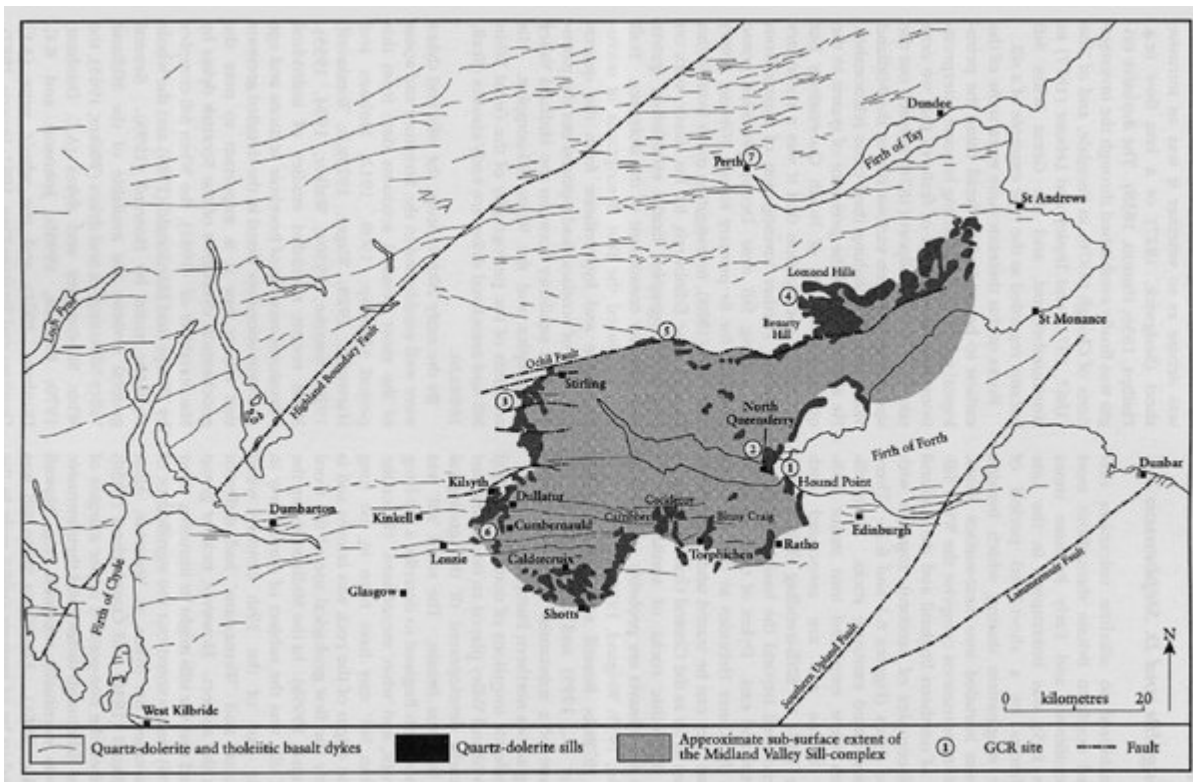 Dundee
Firth of Tay
Perth
7
St Andrews
Lomond Hills
4
Benarty
Hill
St Monance
5
Ochil Fault
Stirling
3
Highland Boundary Fault
Loch Fyne
North
Queensferry
2
1
Firth of Forth
Hound Point
Dunbar
Kilsyth
Dullatur
Dumbarton
Kinkell
6
Cumbernauld
Cockleroy
Carribber
Binny Craig
Edinburgh
Lenzie
Caldercruix
Torphichen
Ratho
Glasgow
Shotts
Firth of Clyde
Lammermuir Fault
Southern Upland Fault
N
0 kilometres 20
West Kilbride
Quartz-dolerite and tholeiitic basalt dykes
Quartz-dolerite sills
Approximate sub-surface extent of
the Midland Valley Sill-complex
1
GCR site
Fault